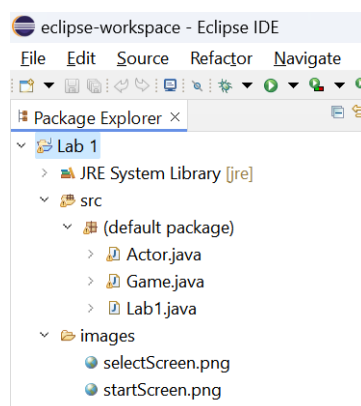 eclipse-workspace - Eclipse IDE
File Edit Source Refactor Navigate
Package Explorer ×
Lab 1
JRE System Library [jre]
src
(default package)
Actor.java
Game.java
Lab1.java
images
selectScreen.png
startScreen.png